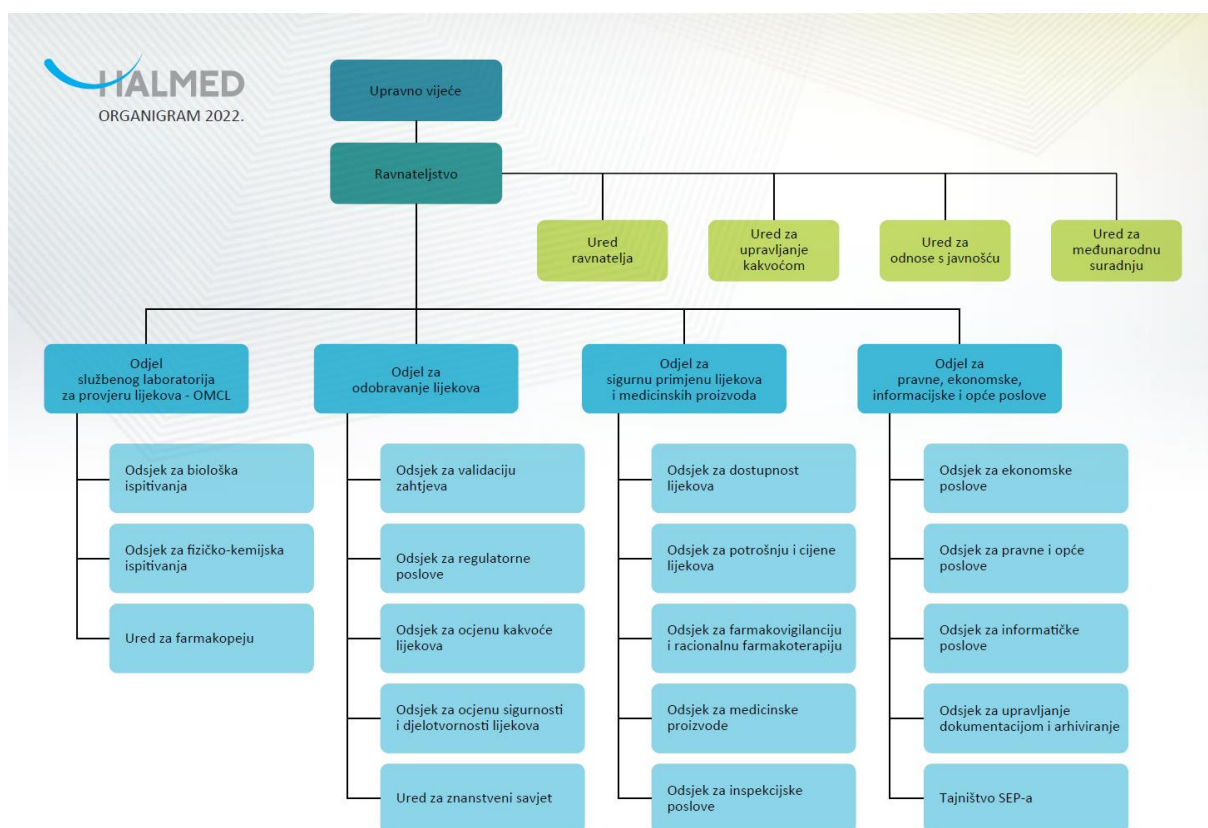 HALMED
ORGANIGRAM 2022.
Upravno vijeće
Ravnateljstvo
Ured
ravnatelja
Ured za
upravljanje
kakvoćom
Ured za
odnose s javnošću
Ured za
međunarodnu
suradnju
Odjel
službenog laboratorija
za provjeru lijekova - OMCL
Odjel za
odobravanje lijekova
Odjel za
sigurnu primjenu lijekova
i medicinskih proizvoda
Odjel za
pravne, ekonomske,
informacijske i opće poslove
Odsjek za biološka
ispitivanja
Odsjek za fizičko-kemijska
ispitivanja
Ured za farmakopeju
Odsjek za validaciju
zahtjeva
Odsjek za regulatorne
poslove
Odsjek za ocjenu kakvoće
lijekova
Odsjek za ocjenu sigurnosti
i djelotvornosti lijekova
Ured za znanstveni savjet
Odsjek za dostupnost
lijekova
Odsjek za potrošnju i cijene
lijekova
Odsjek za farmakovigilanciju
i racionalnu farmakoterapiju
Odsjek za medicinske
proizvode
Odsjek za inspekcijske
poslove
Odsjek za ekonomske
poslove
Odsjek za pravne i opće
poslove
Odsjek za informatičke
poslove
Odsjek za upravljanje
dokumentacijom i arhiviranje
Tajništvo SEP-a